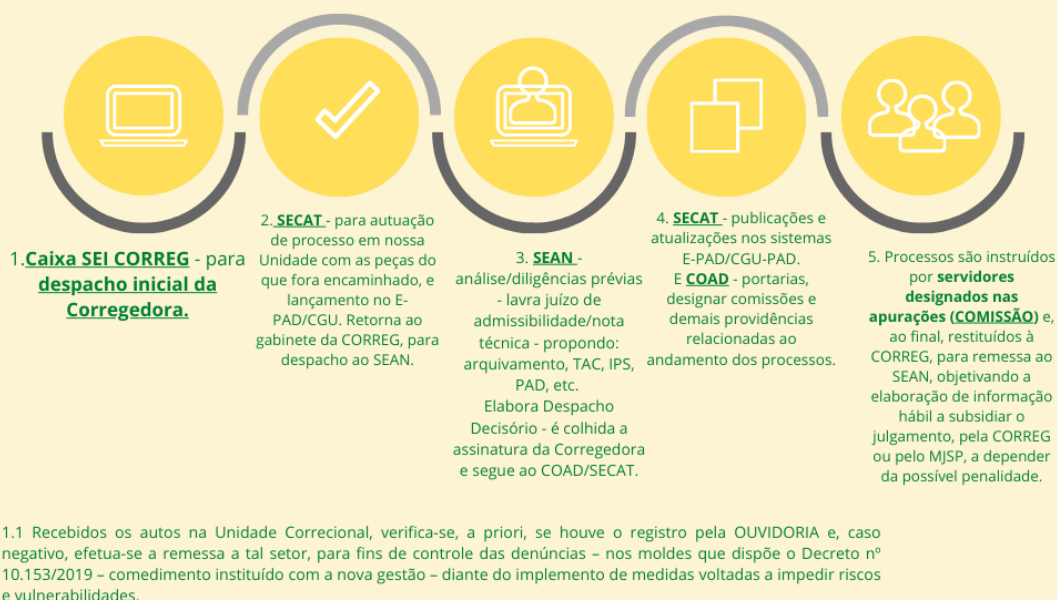 1.Caixa SEI CORREG - para
despacho inicial da
Corregedora.
2. SECAT - para autuação
de processo em nossa
Unidade com as peças do
que fora encaminhado, e
lançamento no E-
PAD/CGU. Retorna ao
gabinete da CORREG, para
despacho ao SEAN.
3. SEAN -
análise/diligências prévias
- lavra juízo de
admissibilidade/nota
técnica - propondo:
arquivamento, TAC, IPS,
PAD, etc.
Elabora Despacho
Decisório - é colhida a
assinatura da Corregedora
e segue ao COAD/SECAT.
4. SECAT - publicações e
atualizações nos sistemas
E-PAD/CGU-PAD.
E COAD - portarias,
designar comissões e
demais providências
relacionadas ao
andamento dos processos.
5. Processos são instruídos
por servidores
designados nas
apurações (COMISSÃO) e,
ao final, restituídos à
CORREG, para remessa ao
SEAN, objetivando a
elaboração de informação
hábil a subsidiar o
julgamento, pela CORREG
ou pelo MJSP, a depender
da possível penalidade.
1.1 Recebidos os autos na Unidade Correcional, verifica-se, a priori, se houve o registro pela OUVIDORIA e, caso
negativo, efetua-se a remessa a tal setor, para fins de controle das denúncias – nos moldes que dispõe o Decreto nº
10.153/2019 – comedimento instituído com a nova gestão – diante do implemento de medidas voltadas a impedir riscos
e vulnerabilidades.